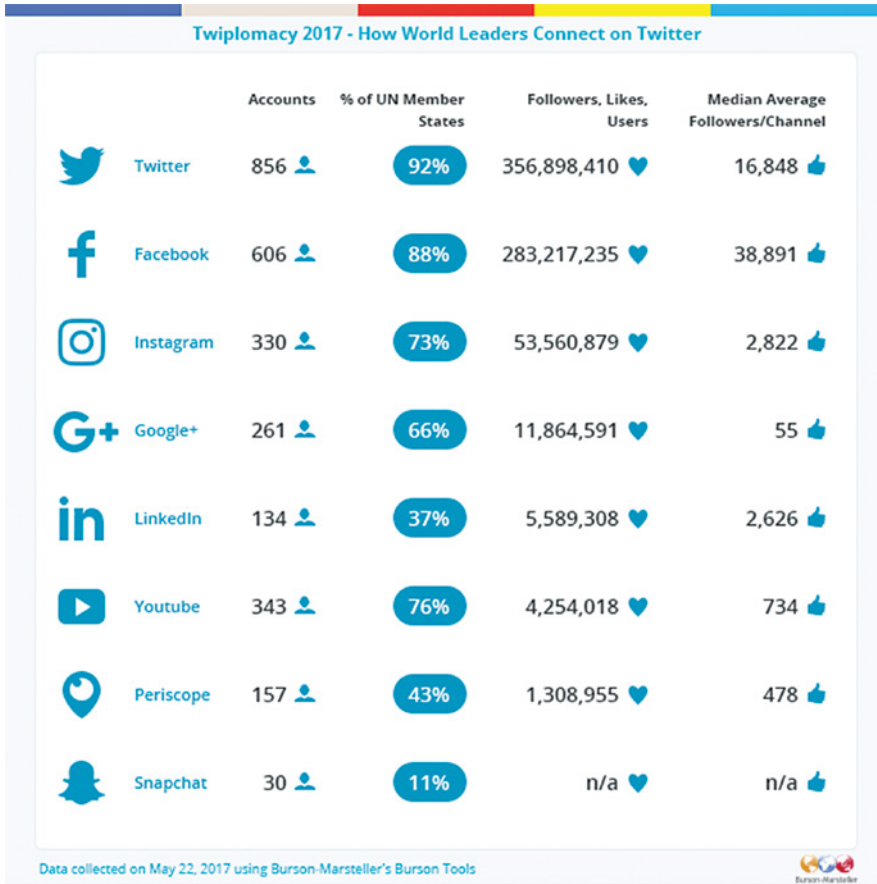 Twiplomacy 2017 - How World Leaders Connect on Twitter
Accounts % of UN Member Followers, Likes, Median Average
States Users Followers/Channel
Twitter 856 92% 356,898,410 16,848
Facebook 606 88% 283,217,235 38,891
Instagram 330 73% 53,560,879 2,822
G+ Google+ 261 66% 11,864,591 55
in LinkedIn 134 37% 5,589,308 2,626
Youtube 343 76% 4,254,018 734
Periscope 157 43% 1,308,955 478
Snapchat 30 11% n/a n/a
Data collected on May 22, 2017 using Burson-Marsteller's Burson Tools
Burson-Marsteller